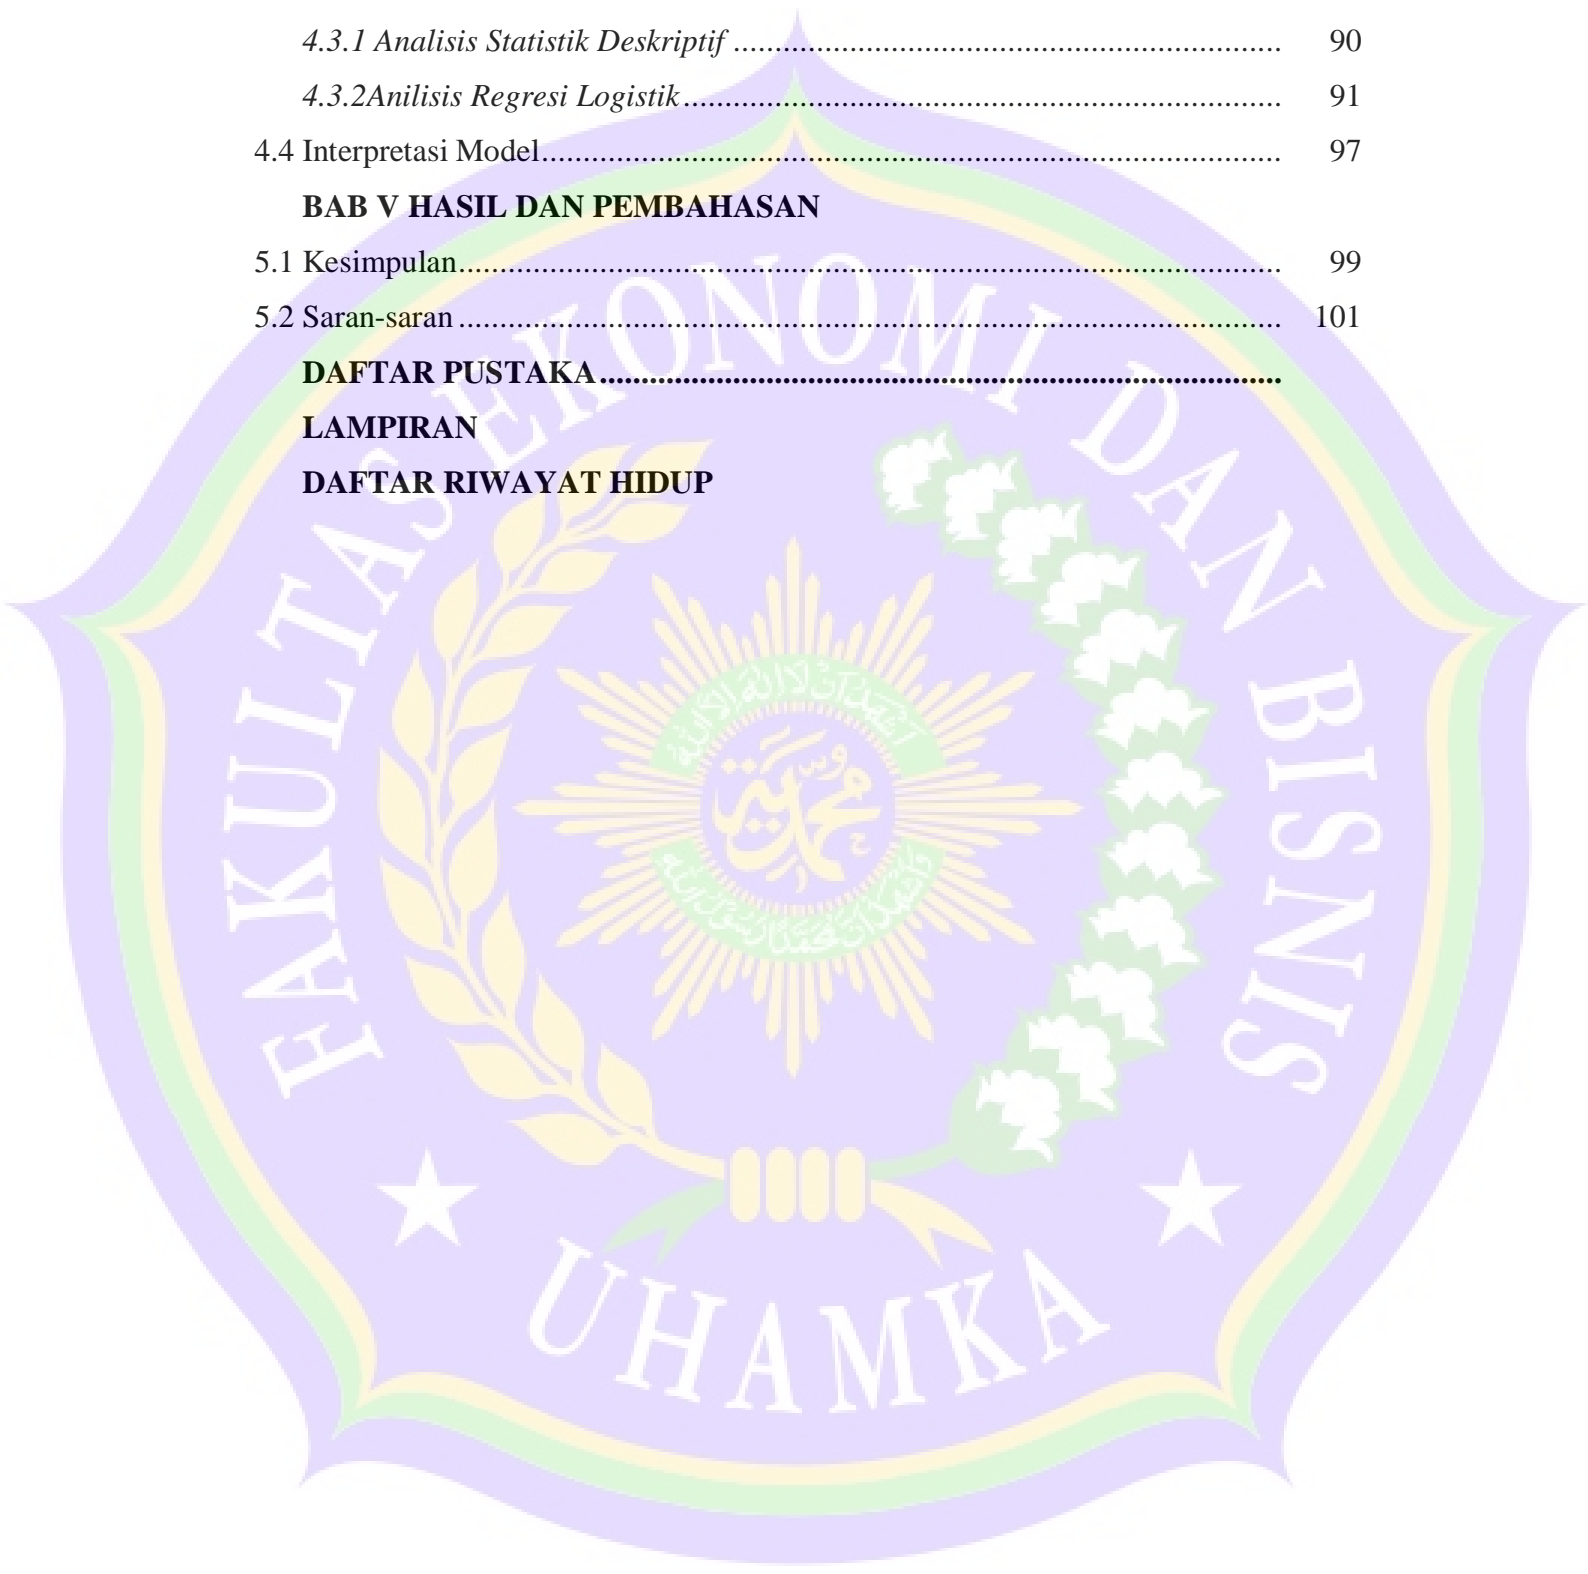 4.3.1 Analisis Statistik Deskriptif ........................................................................ 90
4.3.2Anilisis Regresi Logistik ........................................................................ 91
4.4 Interpretasi Model ........................................................................ 97
BAB V HASIL DAN PEMBAHASAN
5.1 Kesimpulan ........................................................................ 99
5.2 Saran-saran ........................................................................ 101
DAFTAR PUSTAKA ........................................................................
LAMPIRAN
DAFTAR RIWAYAT HIDUP
FAKULTAS EKONOMI DAN BISNIS
UHAMKA